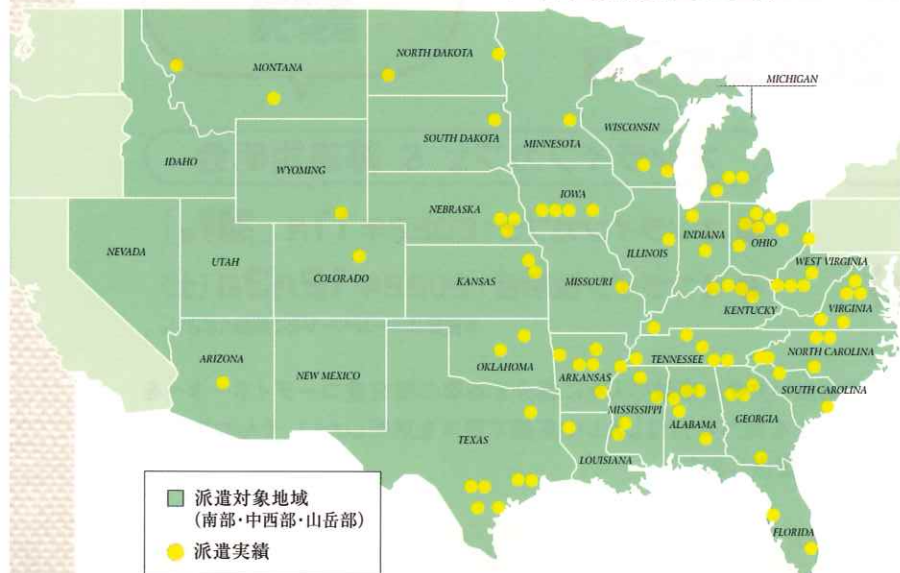 NORTH DAKOTA
MONTANA
MICHIGAN
SOUTH DAKOTA
MINNESOTA
WISCONSIN
IDAHO
WYOMING
NEBRASKA
IOWA
NEVADA
UTAH
COLORADO
KANSAS
MISSOURI
ILLINOIS
INDIANA
OHIO
WEST VIRGINIA
VIRGINIA
KENTUCKY
ARIZONA
NEW MEXICO
OKLAHOMA
ARKANSAS
TENNESSEE
NORTH CAROLINA
SOUTH CAROLINA
MISSISSIPPI
ALABAMA
GEORGIA
TEXAS
LOUISIANA
FLORIDA
派遣対象地域
(南部・中西部・山岳部)
派遣実績